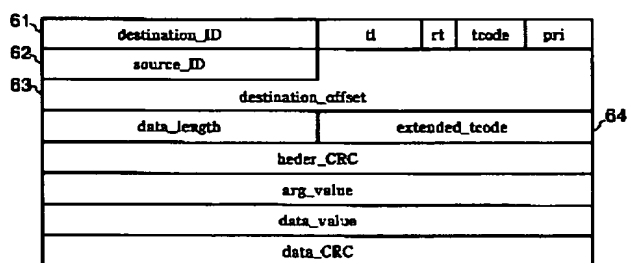 61 destination_ID tl rt tcode pri
62 source_ID
63 destination_offset
data_length extended_tcode 64
heder_CRC
arg_value
data_value
data_CRC